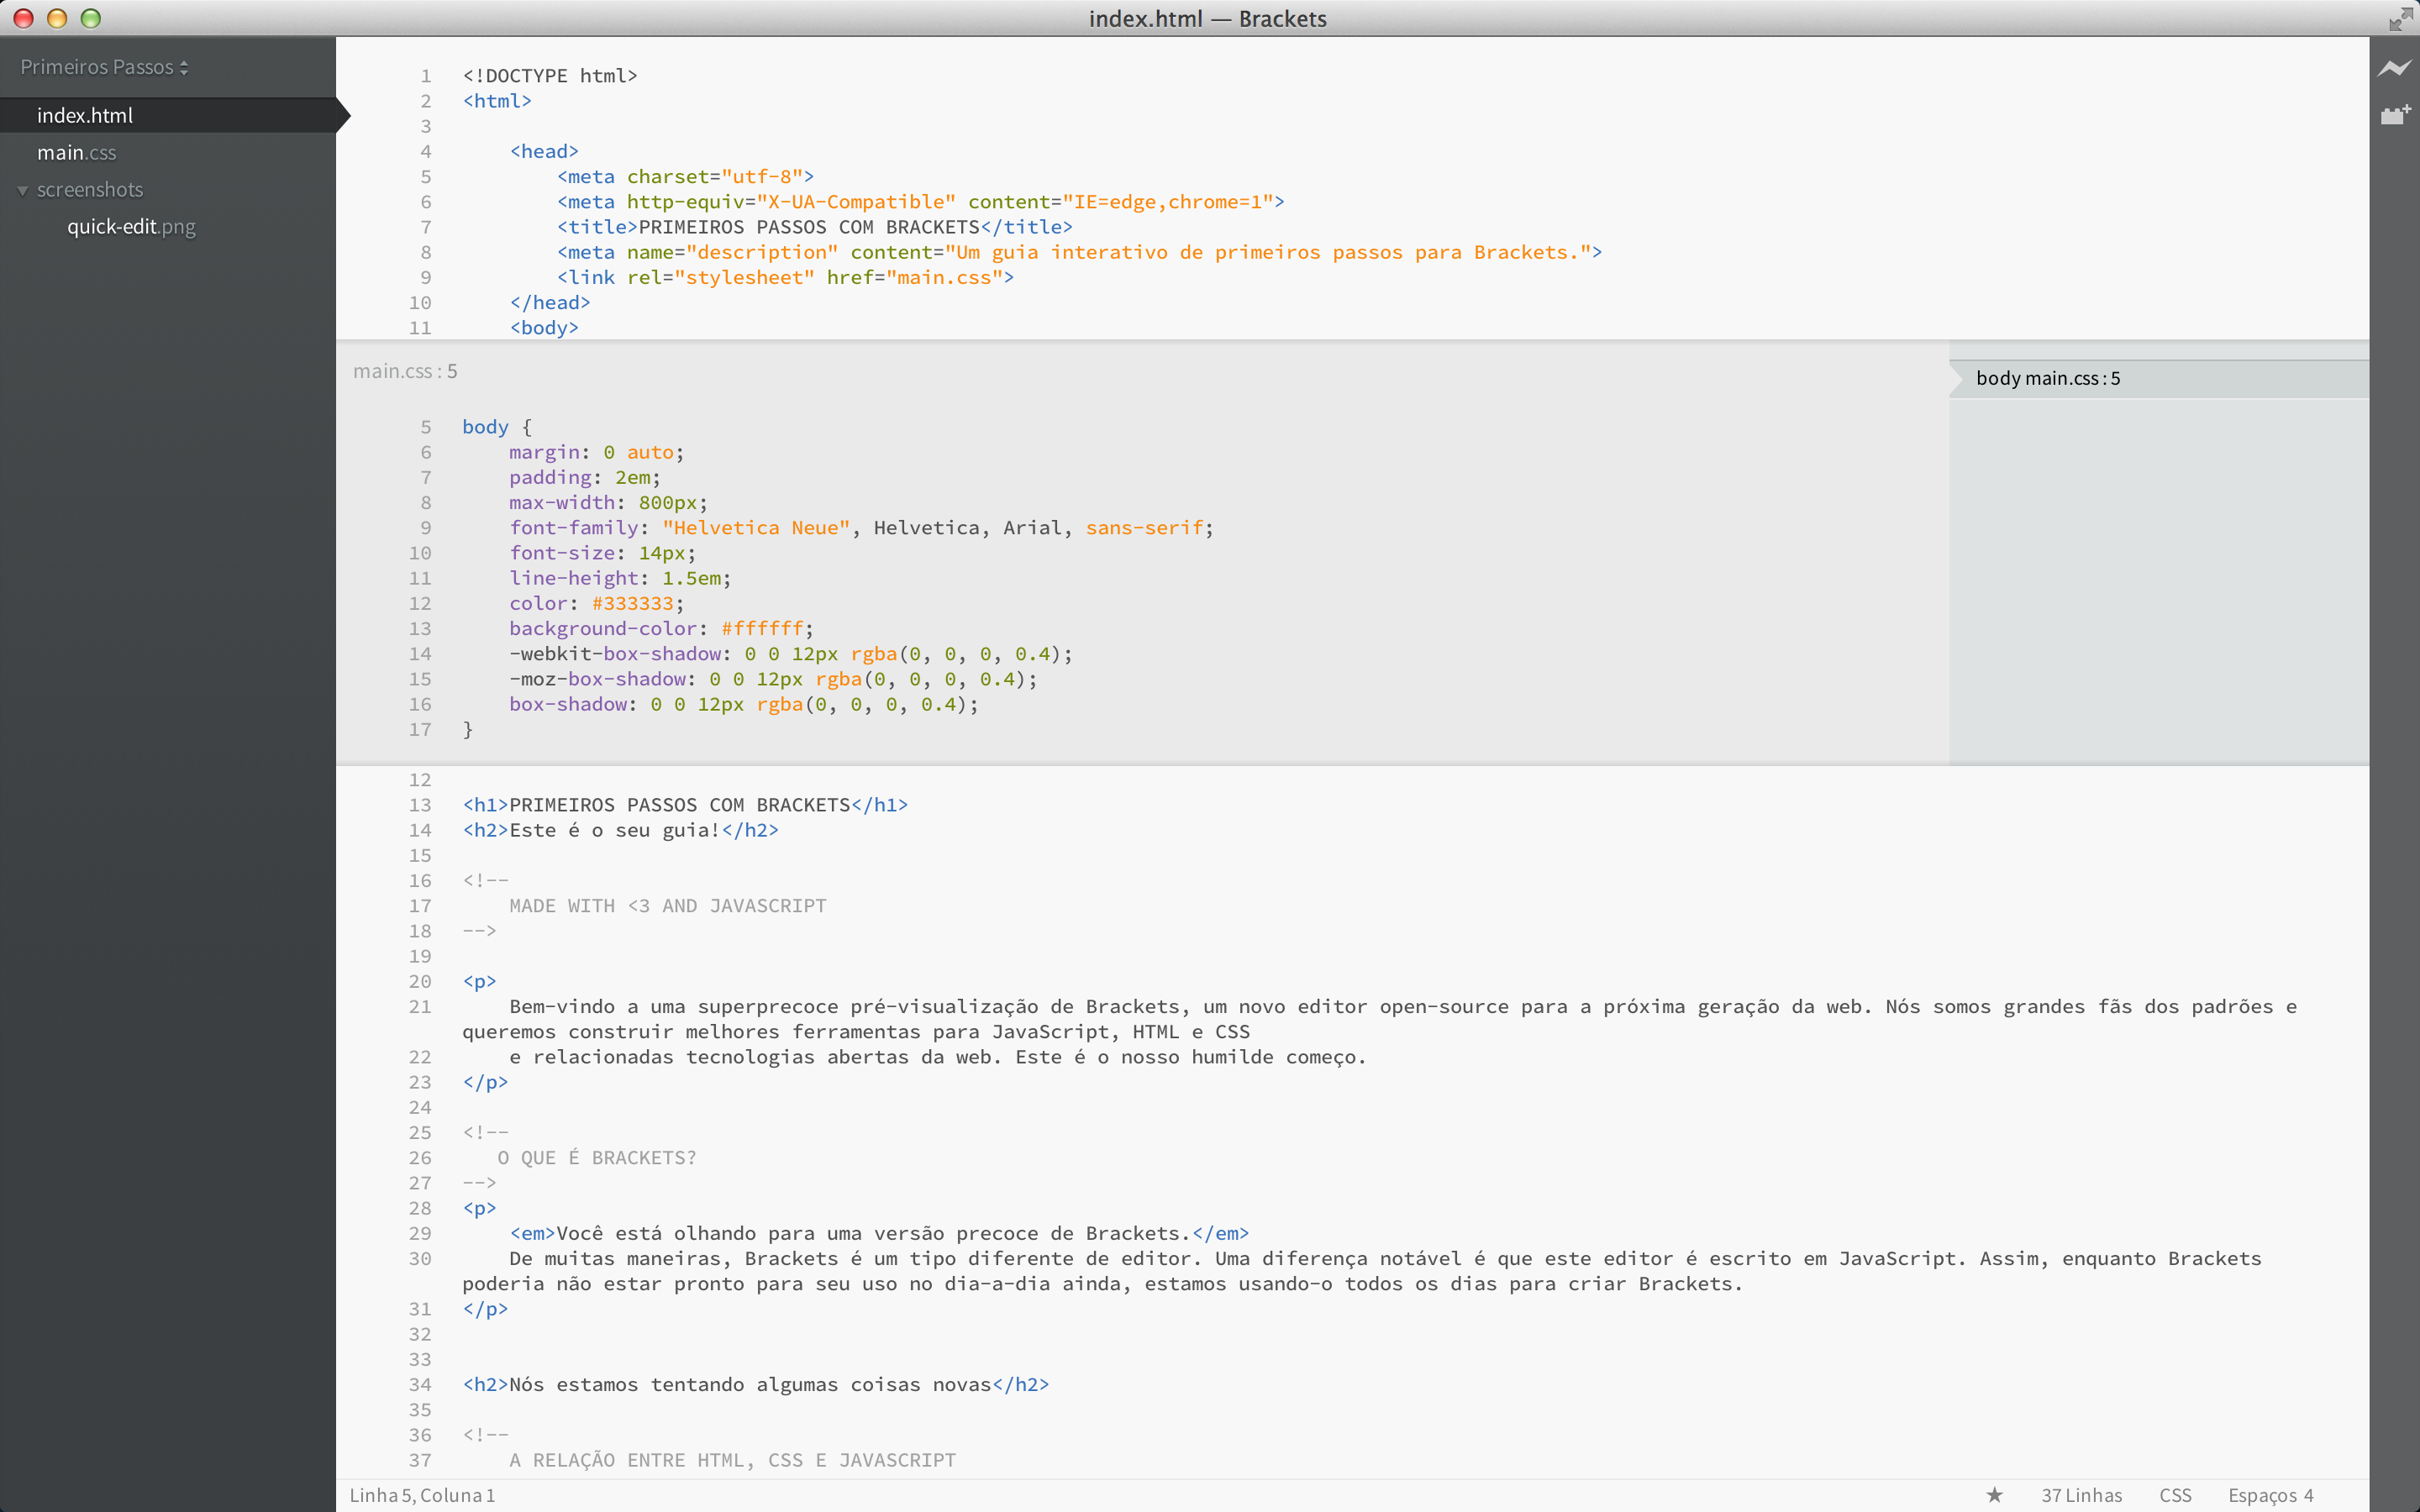 index.html — Brackets
Primeiros Passos
index.html
main.css
screenshots
quick-edit.png
1 <!DOCTYPE html>
2 <html>
3
4     <head>
5         <meta charset="utf-8">
6         <meta http-equiv="X-UA-Compatible" content="IE=edge,chrome=1">
7         <title>PRIMEIROS PASSOS COM BRACKETS</title>
8         <meta name="description" content="Um guia interativo de primeiros passos para Brackets.">
9         <link rel="stylesheet" href="main.css">
10     </head>
11     <body>
main.css : 5
body main.css : 5
5 body {
6     margin: 0 auto;
7     padding: 2em;
8     max-width: 800px;
9     font-family: "Helvetica Neue", Helvetica, Arial, sans-serif;
10     font-size: 14px;
11     line-height: 1.5em;
12     color: #333333;
13     background-color: #ffffff;
14     -webkit-box-shadow: 0 0 12px rgba(0, 0, 0, 0.4);
15     -moz-box-shadow: 0 0 12px rgba(0, 0, 0, 0.4);
16     box-shadow: 0 0 12px rgba(0, 0, 0, 0.4);
17 }
12
13 <h1>PRIMEIROS PASSOS COM BRACKETS</h1>
14 <h2>Este é o seu guia!</h2>
15
16 <!--
17     MADE WITH <3 AND JAVASCRIPT
18 -->
19
20 <p>
21     Bem-vindo a uma superprecoce pré-visualização de Brackets, um novo editor open-source para a próxima geração da web. Nós somos grandes fãs dos padrões e
queremos construir melhores ferramentas para JavaScript, HTML e CSS
22     e relacionadas tecnologias abertas da web. Este é o nosso humilde começo.
23 </p>
24
25 <!--
26    O QUE É BRACKETS?
27 -->
28 <p>
29     <em>Você está olhando para uma versão precoce de Brackets.</em>
30     De muitas maneiras, Brackets é um tipo diferente de editor. Uma diferença notável é que este editor é escrito em JavaScript. Assim, enquanto Brackets
poderia não estar pronto para seu uso no dia-a-dia ainda, estamos usando-o todos os dias para criar Brackets.
31 </p>
32
33
34 <h2>Nós estamos tentando algumas coisas novas</h2>
35
36 <!--
37     A RELAÇÃO ENTRE HTML, CSS E JAVASCRIPT
Linha 5, Coluna 1
37 Linhas
CSS
Espaços 4